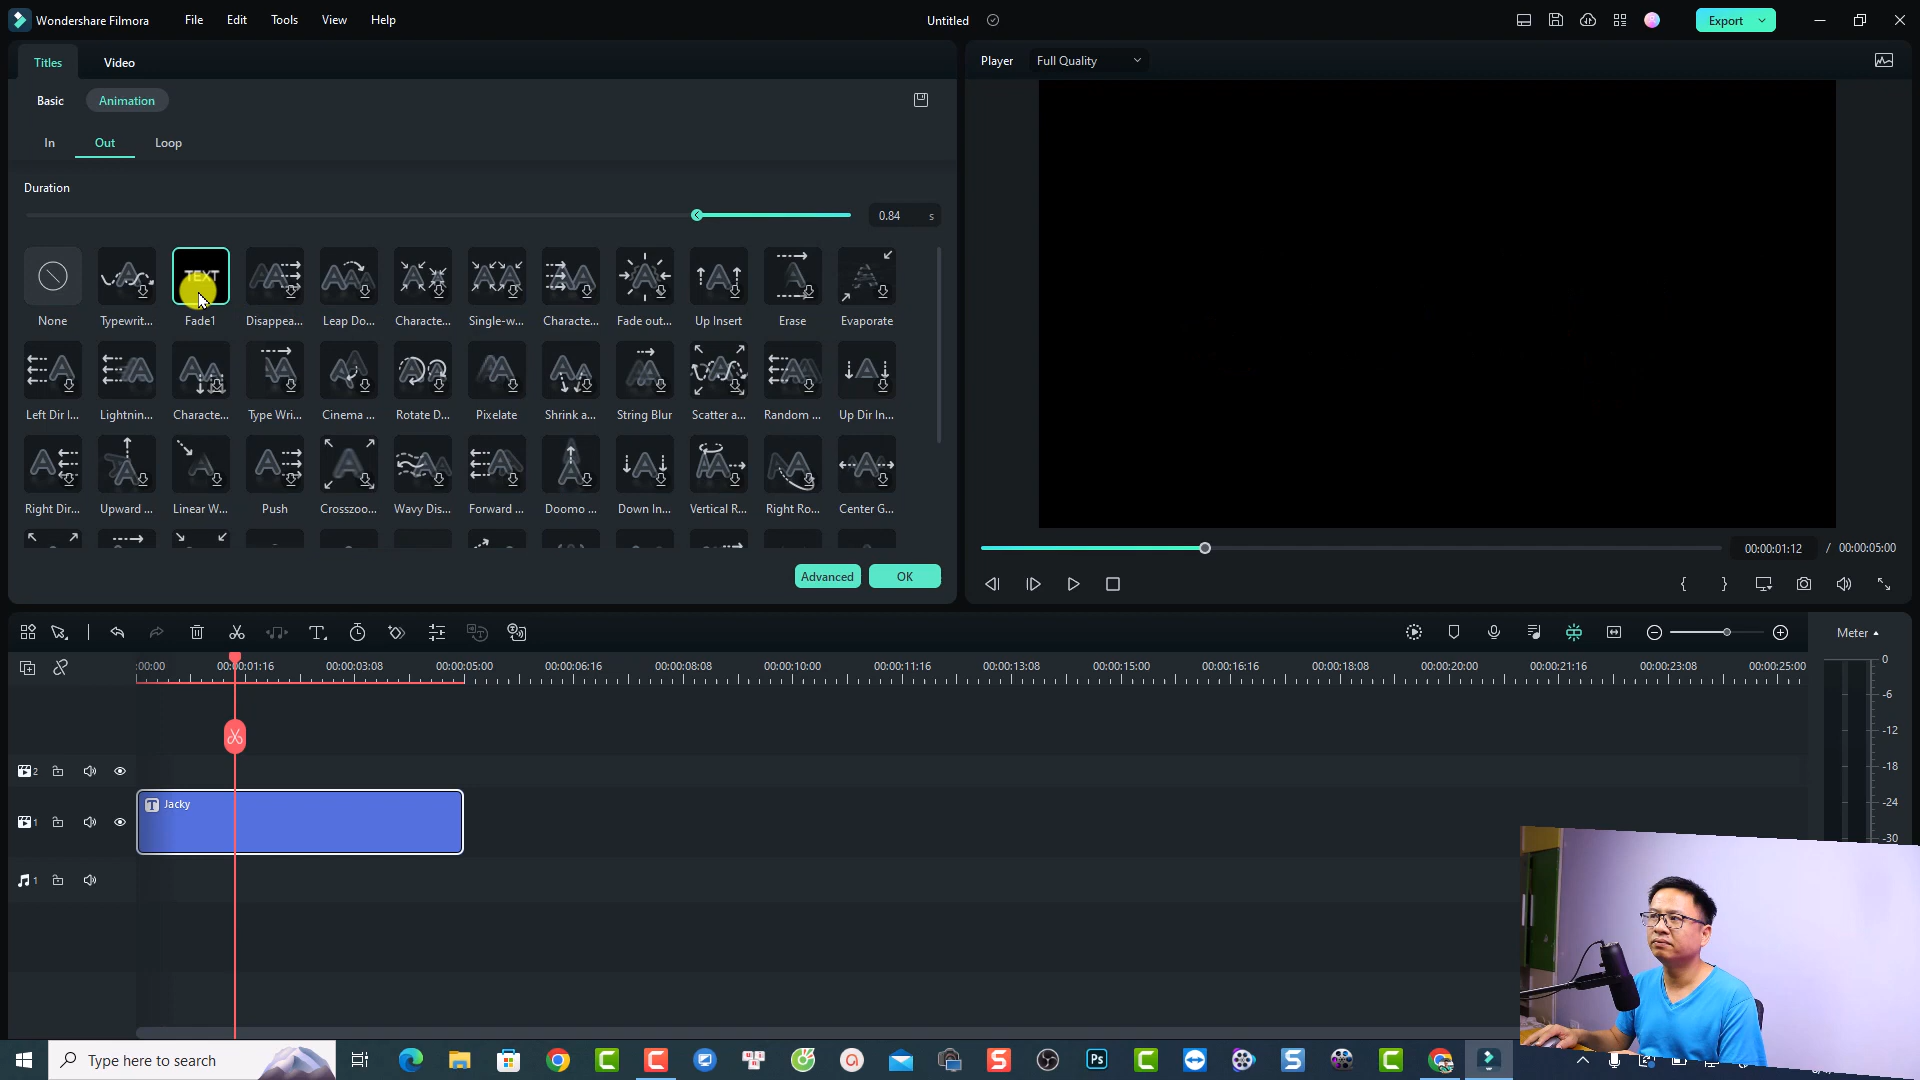 Wondershare Filmora File Edit Tools View Help Untitled Export
Titles Video
Player Full Quality
Basic Animation
In Out Loop
Duration
0.84 s
TEXT
None Typewrit... Fade1 Disappea... Leap Do... Characte... Single-w... Characte... Fade out... Up Insert Erase Evaporate
Left Dir I... Lightnin... Characte... Type Wri... Cinema ... Rotate D... Pixelate Shrink a... String Blur Scatter a... Random ... Up Dir In...
Right Dir... Upward ... Linear W... Push Crosszoo... Wavy Dis... Forward ... Doomo ... Down In... Vertical R... Right Ro... Center G...
00:00:01:12 / 00:00:05:00
Advanced OK
Meter
:00:00 00:00:01:16 00:00:03:08 00:00:05:00 00:00:06:16 00:00:08:08 00:00:10:00 00:00:11:16 00:00:13:08 00:00:15:00 00:00:16:16 00:00:18:08 00:00:20:00 00:00:21:16 00:00:23:08 00:00:25:00
0
-6
-12
-18
-24
-30
2
Jacky
1
1
Type here to search